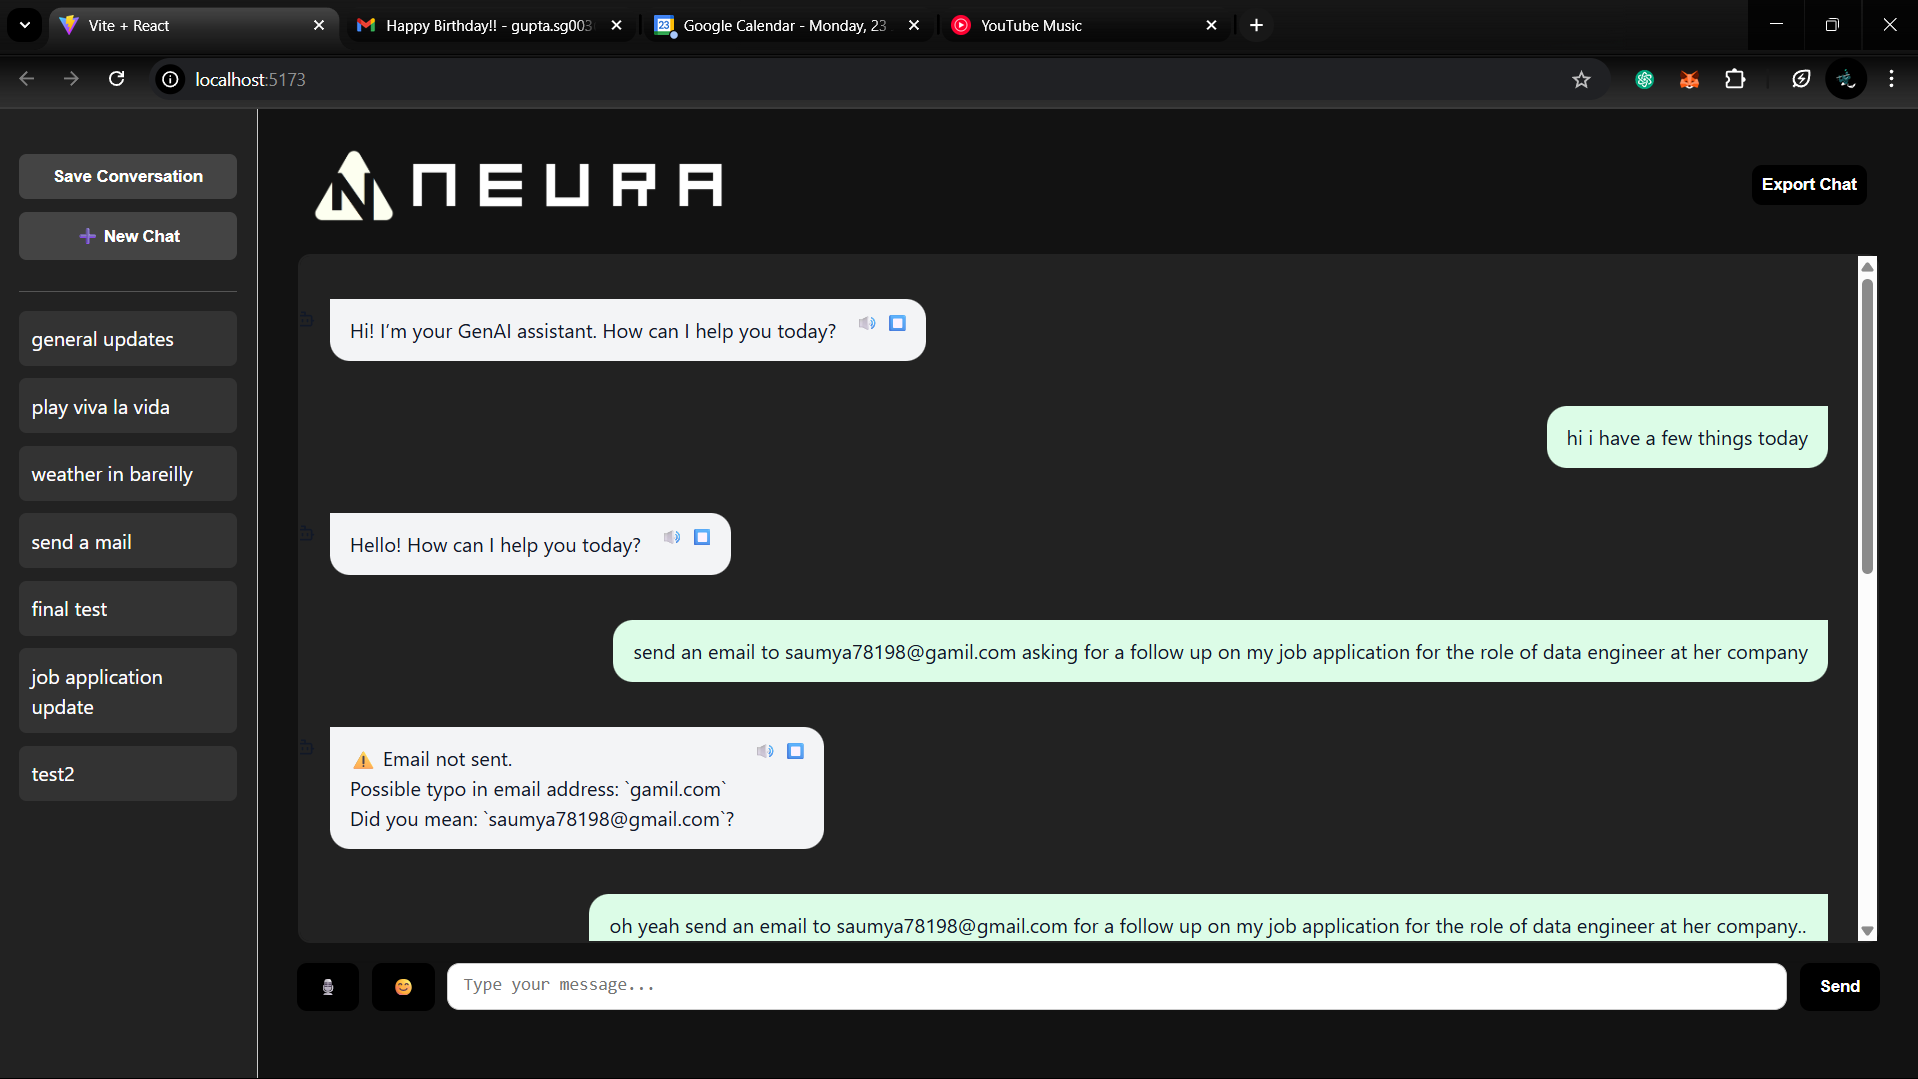 Vite + React
Happy Birthday!! - gupta.sg003
Google Calendar - Monday, 23
YouTube Music
localhost:5173
Save Conversation
New Chat
general updates
play viva la vida
weather in bareilly
send a mail
final test
job application
update
test2
NEURA
Export Chat
Hi! I'm your GenAI assistant. How can I help you today?
hi i have a few things today
Hello! How can I help you today?
send an email to saumya78198@gamil.com asking for a follow up on my job application for the role of data engineer at her company
⚠️ Email not sent.
Possible typo in email address: `gamil.com`
Did you mean: `saumya78198@gmail.com`?
oh yeah send an email to saumya78198@gmail.com for a follow up on my job application for the role of data engineer at her company..
Type your message...
Send